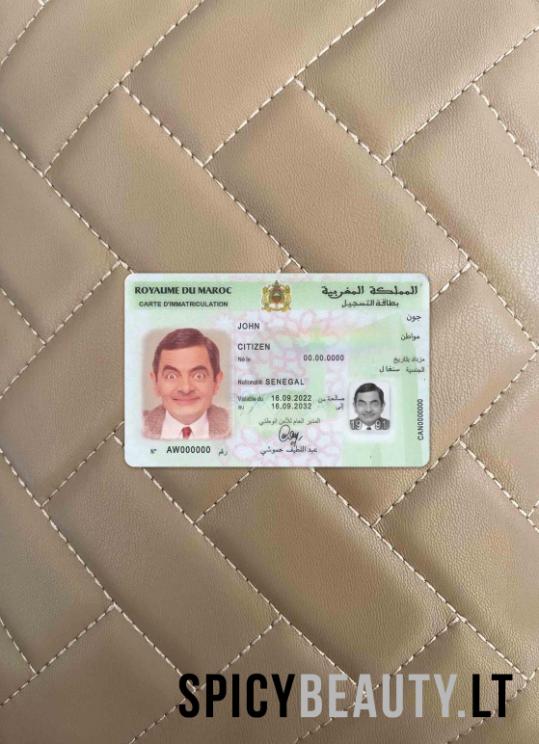 ROYAUME DU MAROC المملكة المغربية
CARTE D'IMMATRICULATION بطاقة التسجيل
JOHN جون
CITIZEN مواطن
Né le 00.00.0000 مزداد بتاريخ
Nationalité SENEGAL الجنسية سنغال
Valable du 16.09.2022 صالحة من
au 16.09.2032 إلى
المدير العام للأمن الوطني
عبد اللطيف حموشي
N° AW000000 رقم
1991
CAN0000000
SPICYBEAUTY.LT